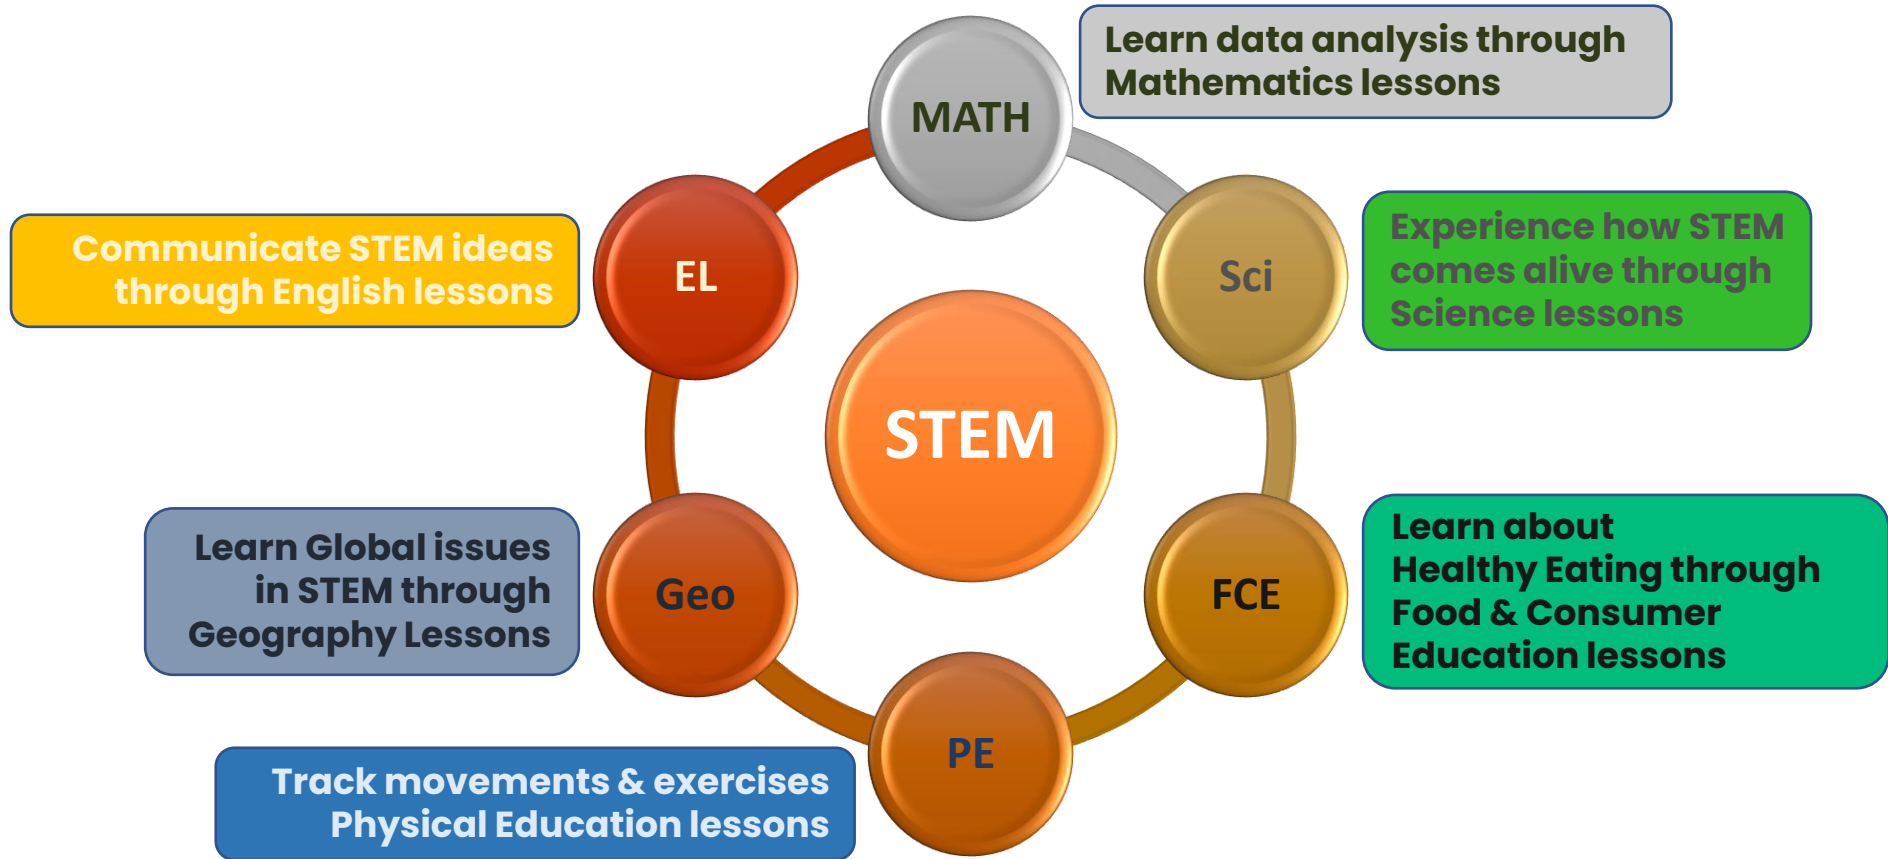 MATH
Learn data analysis through
Mathematics lessons
Sci
Experience how STEM
comes alive through
Science lessons
FCE
Learn about
Healthy Eating through
Food & Consumer
Education lessons
PE
Track movements & exercises
Physical Education lessons
Geo
Learn Global issues
in STEM through
Geography Lessons
EL
Communicate STEM ideas
through English lessons
STEM